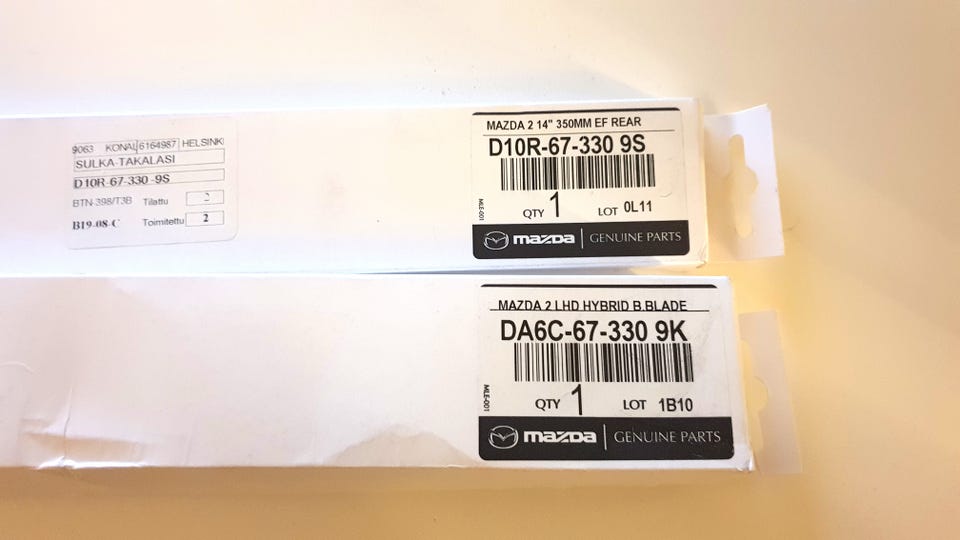 9063 KONAL 6164987 HELSINKI
SULKA-TAKALASI
D10R-67-330 -9S
BTN-398/T3B Tilattu 2
B19-08-C Toimitettu 2
MAZDA 2 14" 350MM EF REAR
D10R-67-330 9S
MLE-001
QTY 1 LOT 0L11
mazda GENUINE PARTS
MAZDA 2 LHD HYBRID B.BLADE
DA6C-67-330 9K
MLE-001
QTY 1 LOT 1B10
mazda GENUINE PARTS